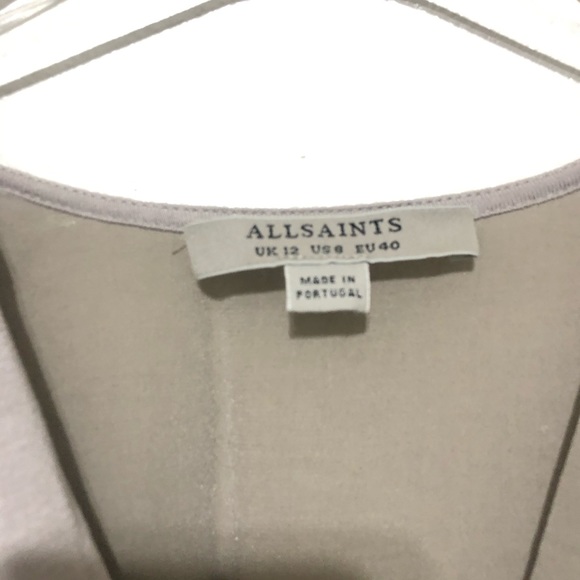 ALLSAINTS
UK 12 US 8 EU 40
MADE IN
PORTUGAL